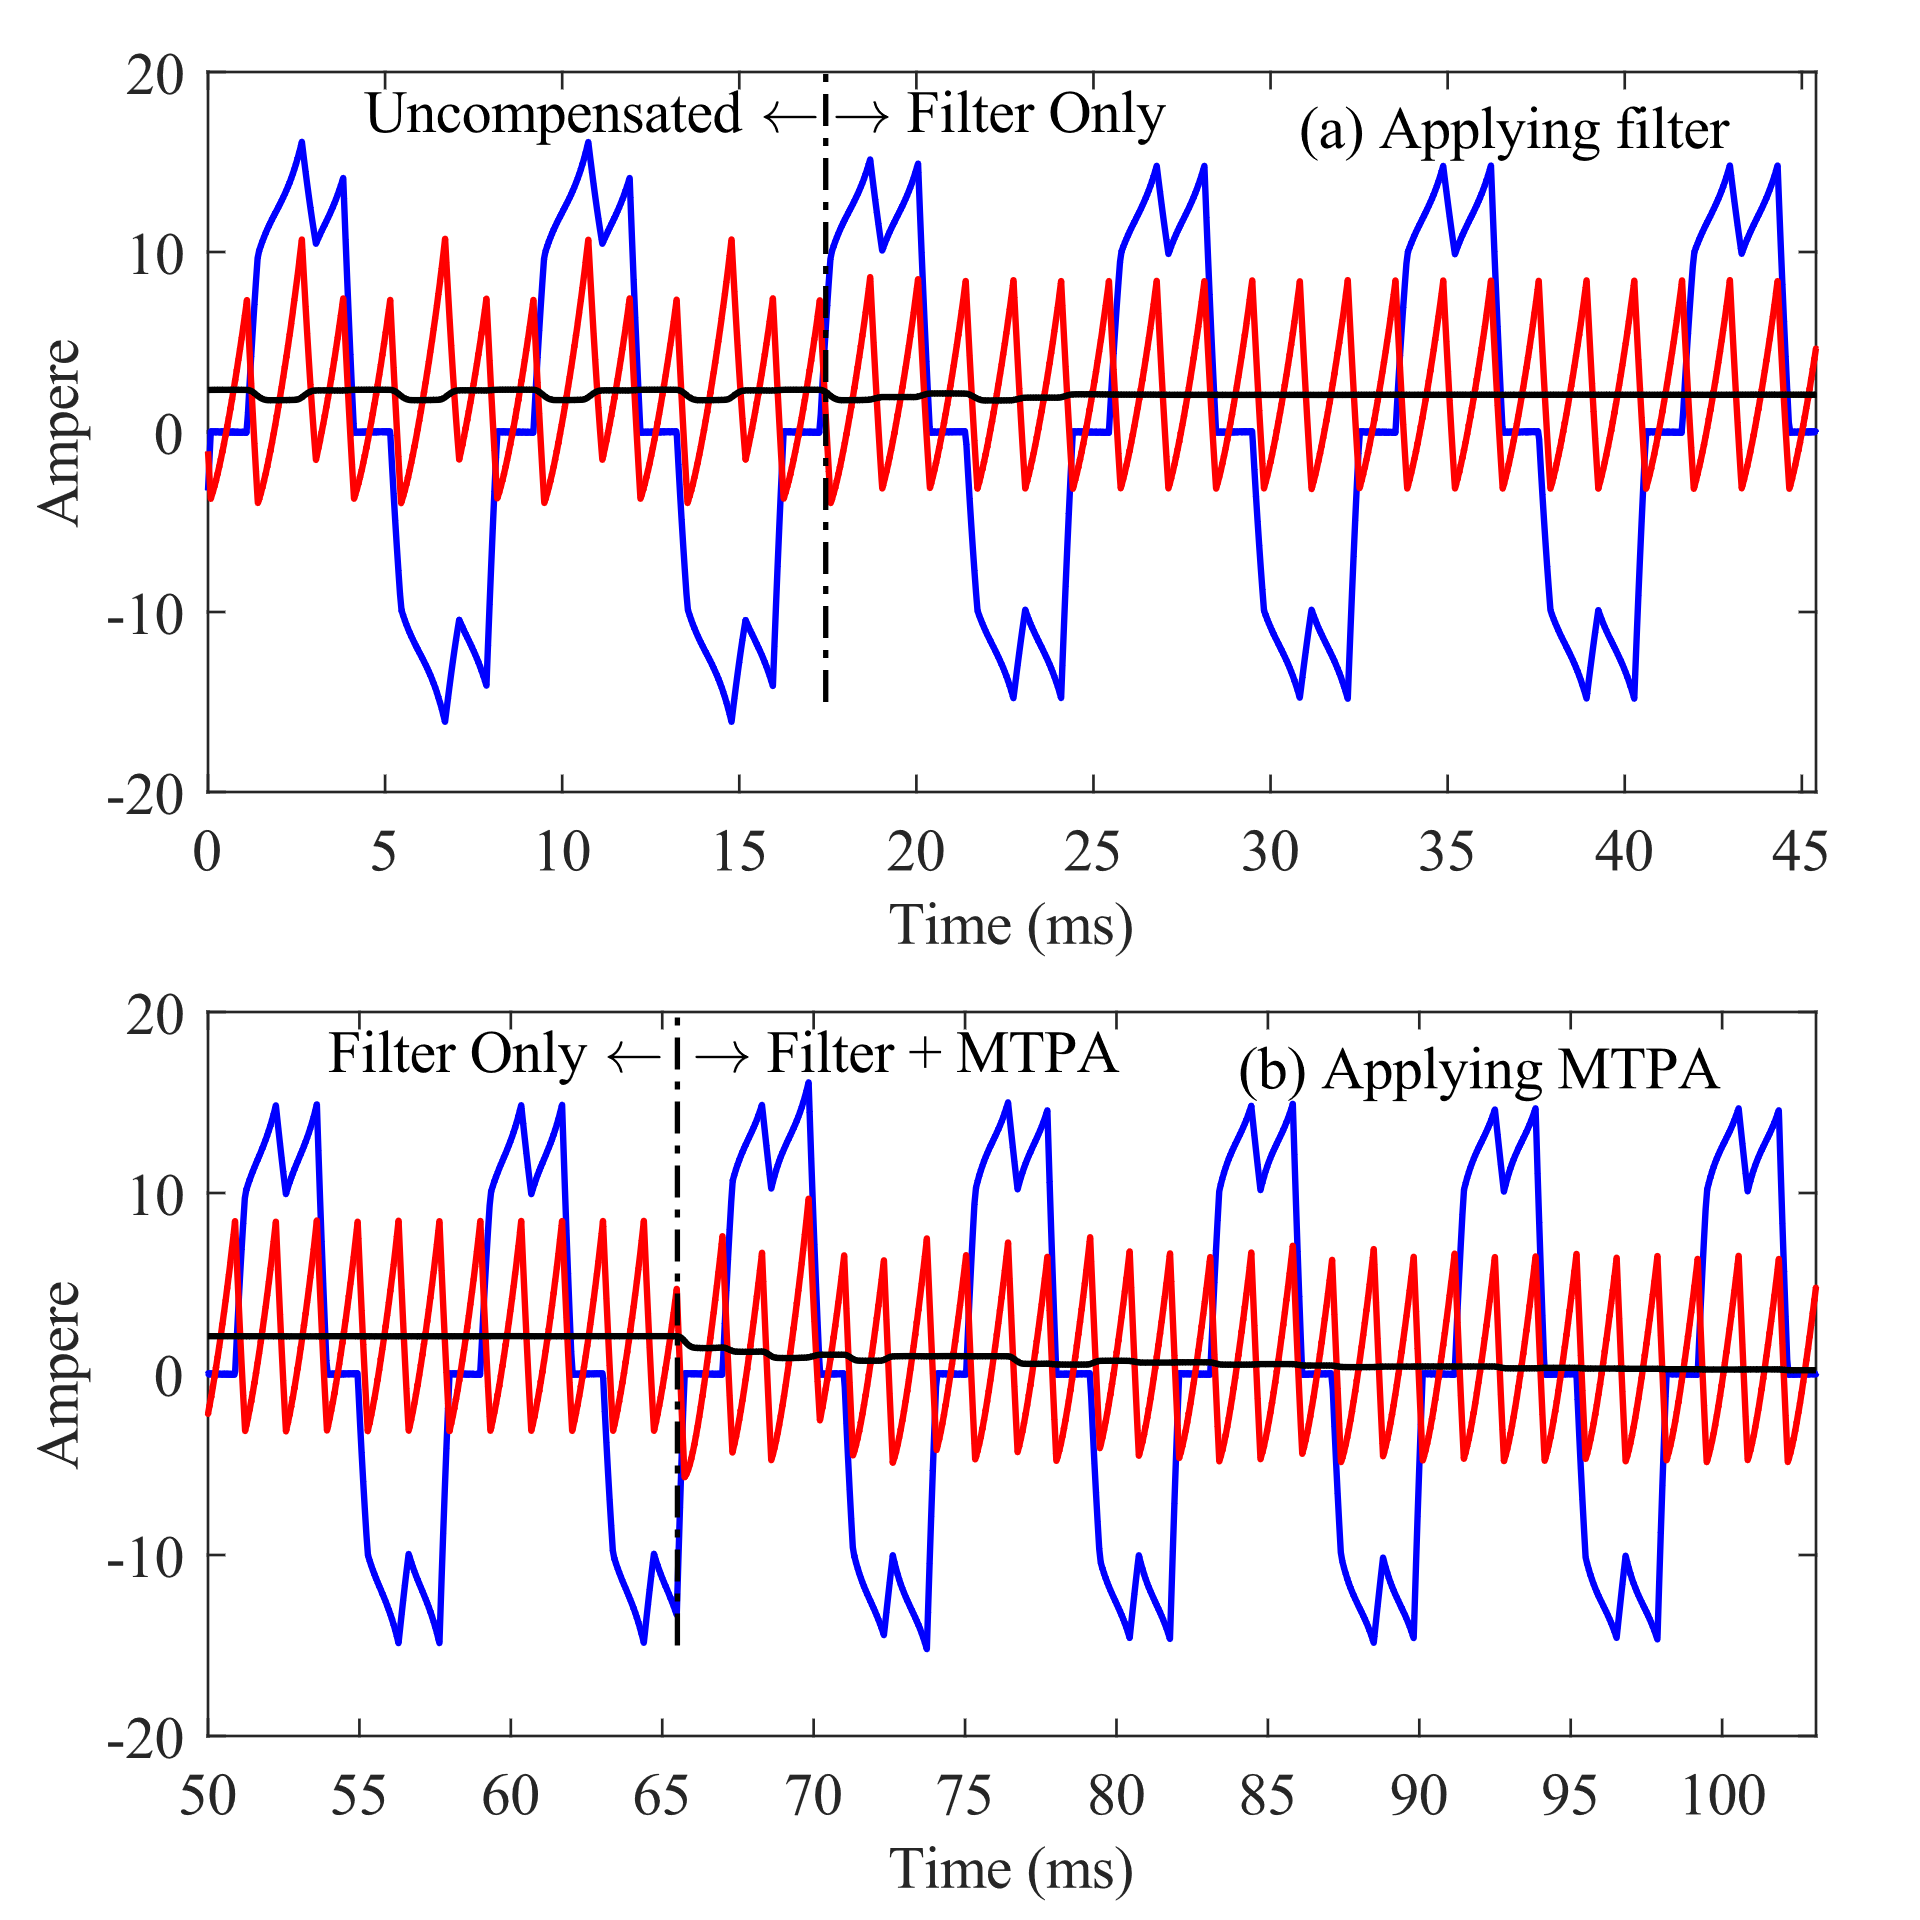 20
10
0
-10
-20
Ampere
Uncompensated ←
→ Filter Only
(a) Applying filter
0 5 10 15 20 25 30 35 40 45
Time (ms)
20
10
0
-10
-20
Ampere
Filter Only ←
→ Filter + MTPA
(b) Applying MTPA
50 55 60 65 70 75 80 85 90 95 100
Time (ms)